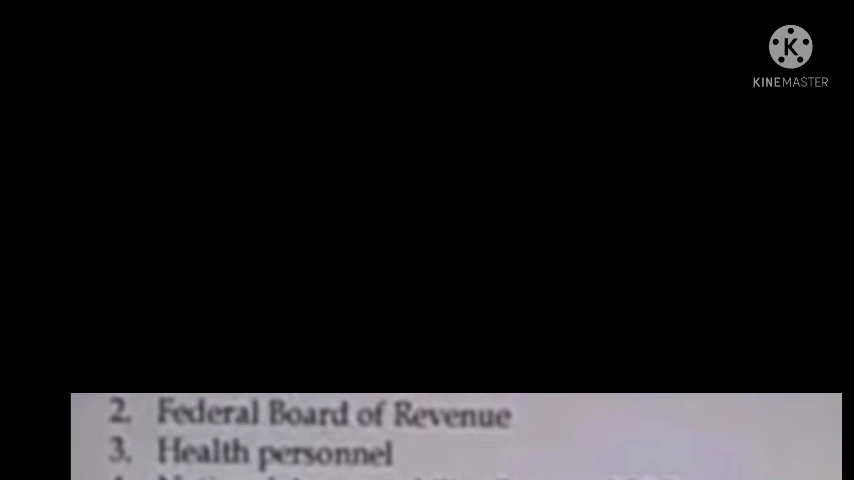 K
KINEMASTER
2. Federal Board of Revenue
3. Health personnel